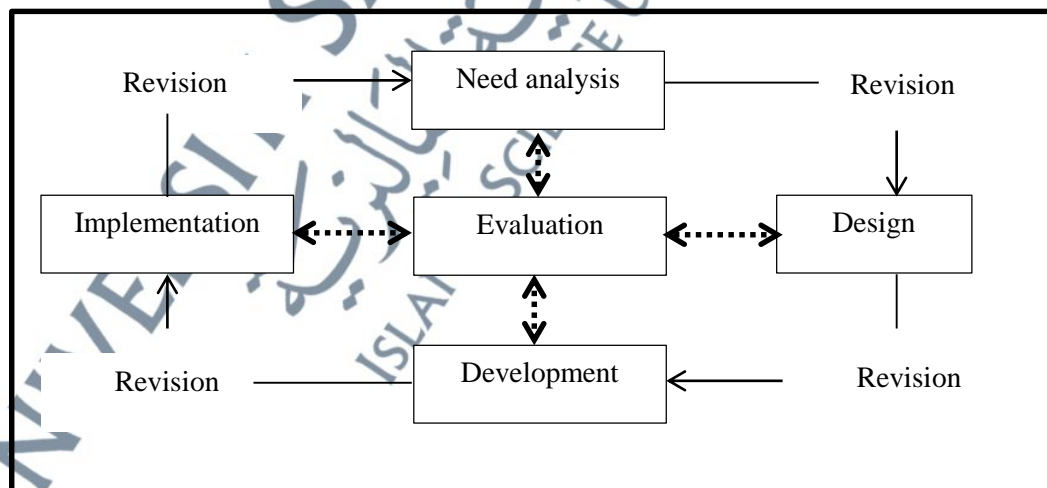 Revision
Need analysis
Revision
Implementation
Evaluation
Design
Revision
Development
Revision